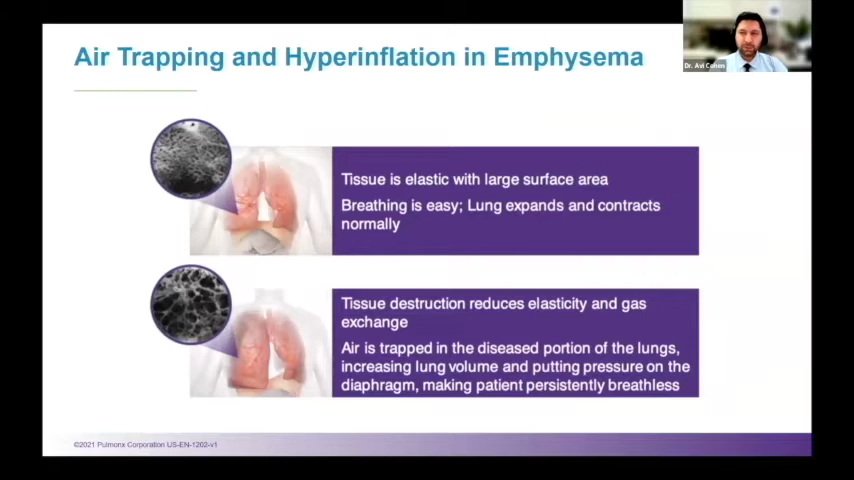 Air Trapping and Hyperinflation in Emphysema
Dr. Avi Cohen
Tissue is elastic with large surface area
Breathing is easy; Lung expands and contracts
normally
Tissue destruction reduces elasticity and gas
exchange
Air is trapped in the diseased portion of the lungs,
increasing lung volume and putting pressure on the
diaphragm, making patient persistently breathless
©2021 Pulmonx Corporation US-EN-1202-v1